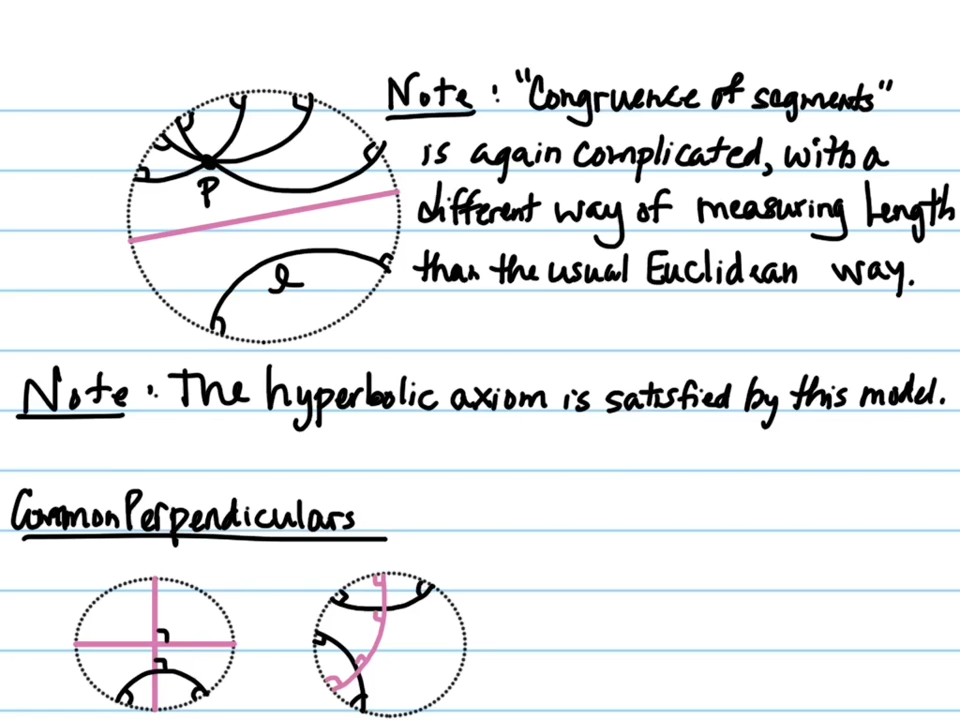 Note: "Congruence of segments"
is again complicated, with a
different way of measuring length
than the usual Euclidean way.
P
l
Note: The hyperbolic axiom is satisfied by this model.
Common Perpendiculars